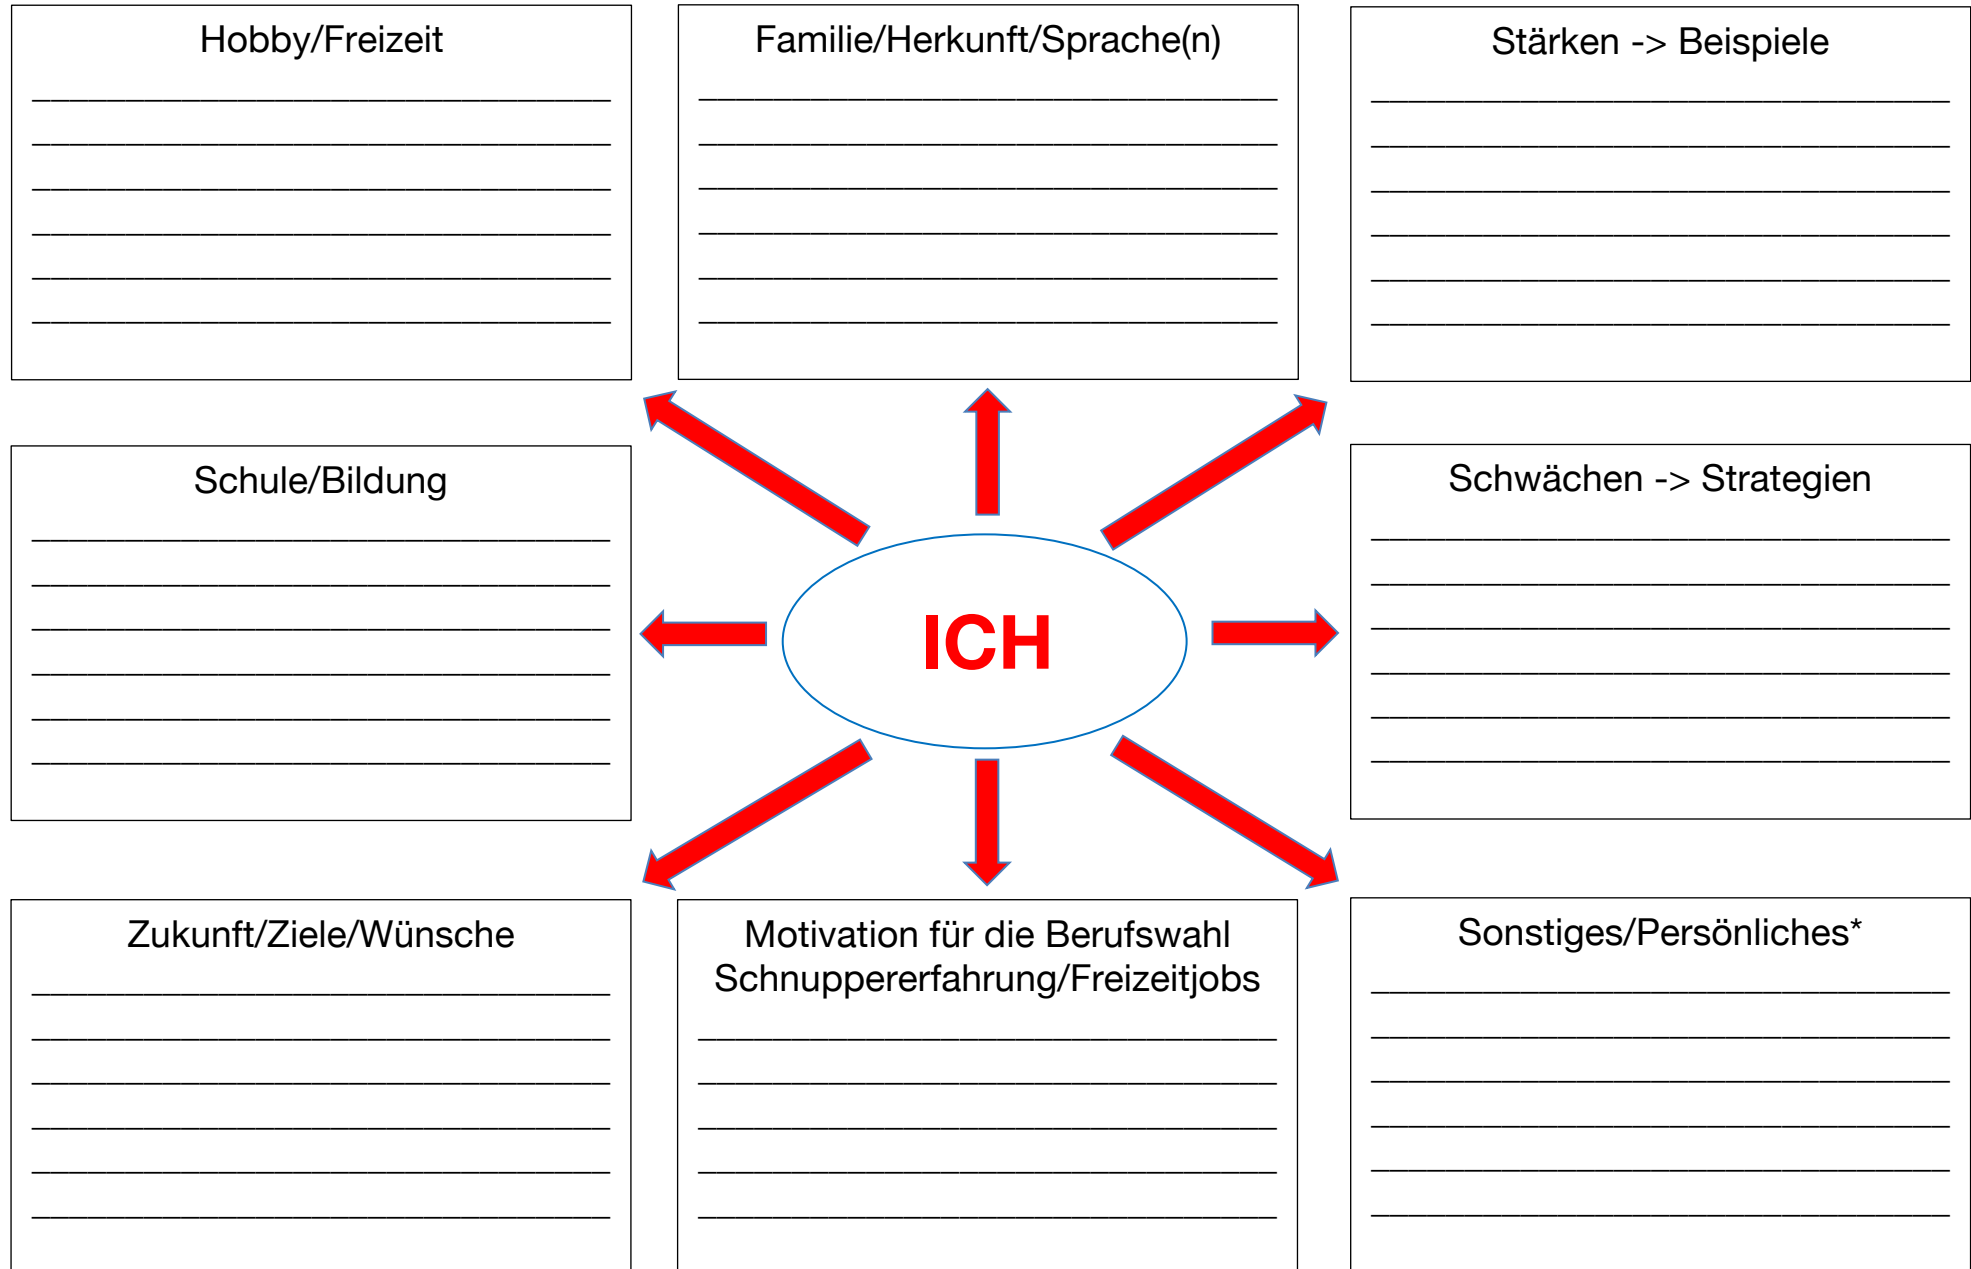 Hobby/Freizeit
Familie/Herkunft/Sprache(n)
Stärken -> Beispiele
Schule/Bildung
Schwächen -> Strategien
ICH
Zukunft/Ziele/Wünsche
Motivation für die Berufswahl
Schnuppererfahrung/Freizeitjobs
Sonstiges/Persönliches*